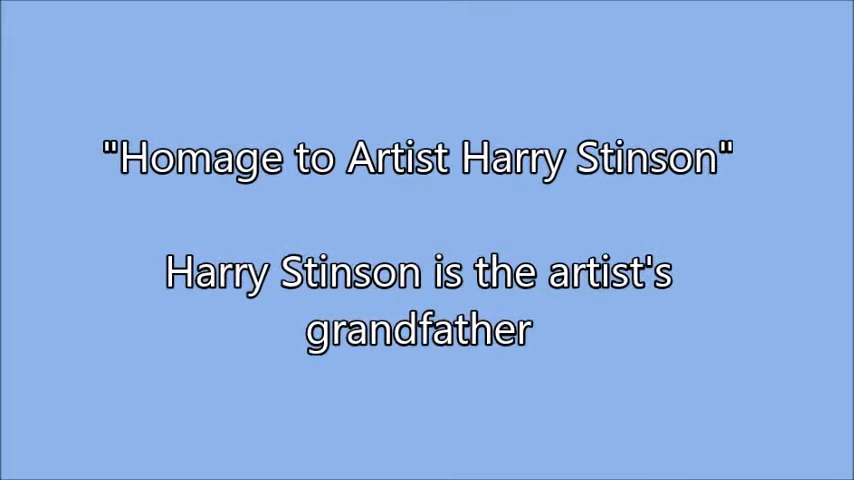 "Homage to Artist Harry Stinson"
Harry Stinson is the artist's
grandfather